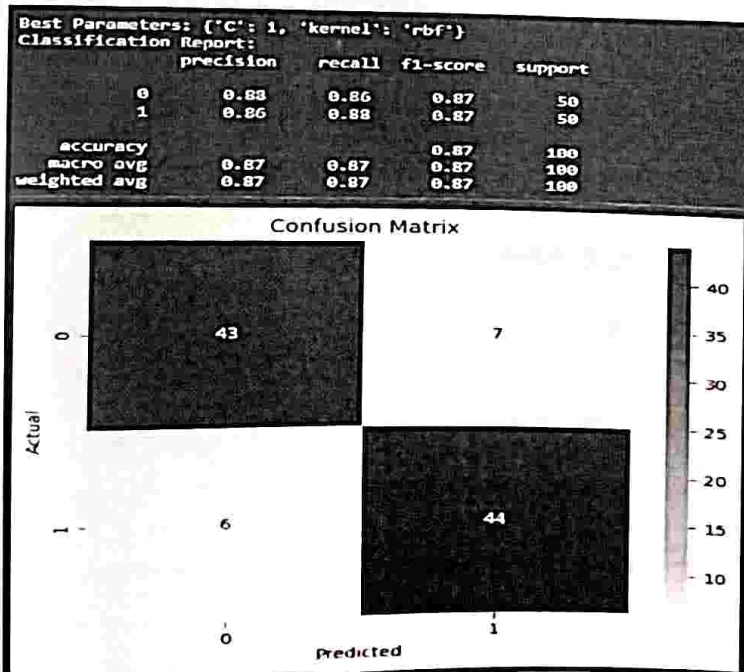 Best Parameters: {'C': 1, 'kernel': 'rbf'}
Classification Report:
precision recall f1-score support
0 0.88 0.86 0.87 50
1 0.86 0.88 0.87 50
accuracy 0.87 100
macro avg 0.87 0.87 0.87 100
weighted avg 0.87 0.87 0.87 100
Confusion Matrix
0 43 7
1 6 44
Actual
0 1
Predicted
40
35
30
25
20
15
10